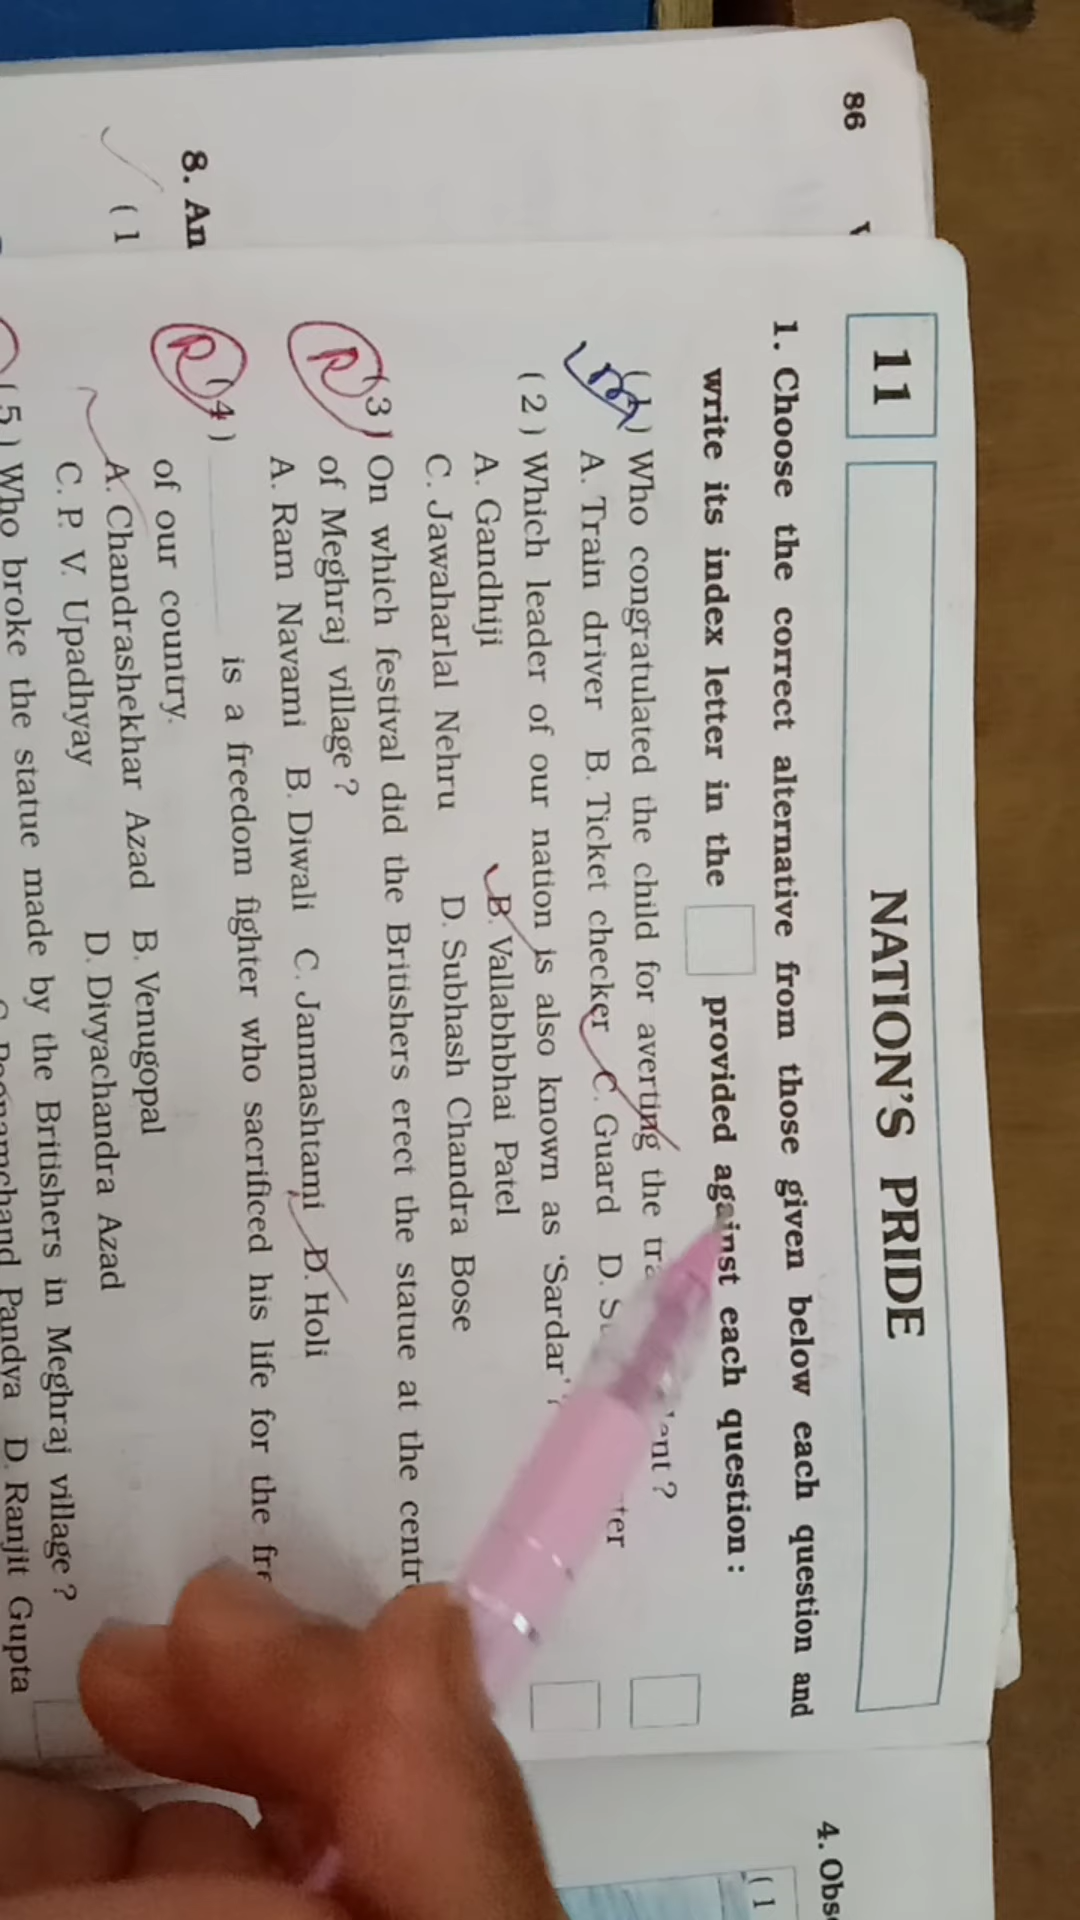 86
8. An
( 1
11
NATION'S PRIDE
1. Choose the correct alternative from those given below each question and
write its index letter in the provided against each question :
( 1 ) Who congratulated the child for averting the
A. Train driver B. Ticket checker C. Guard D.
( 2 ) Which leader of our nation is also known as 'Sardar' ?
A. Gandhiji B. Vallabhbhai Patel
C. Jawaharlal Nehru D. Subhash Chandra Bose
( 3 ) On which festival did the Britishers erect the statue at the centr
of Meghraj village ?
A. Ram Navami B. Diwali C. Janmashtami D. Holi
( 4 ) is a freedom fighter who sacrificed his life for the fre
of our country.
A. Chandrashekhar Azad B. Venugopal
C. P. V. Upadhyay D. Divyachandra Azad
( 5 ) Who broke the statue made by the Britishers in Meghraj village ?
Pandya D. Ranjit Gupta
R
R
4. Obse
( 1